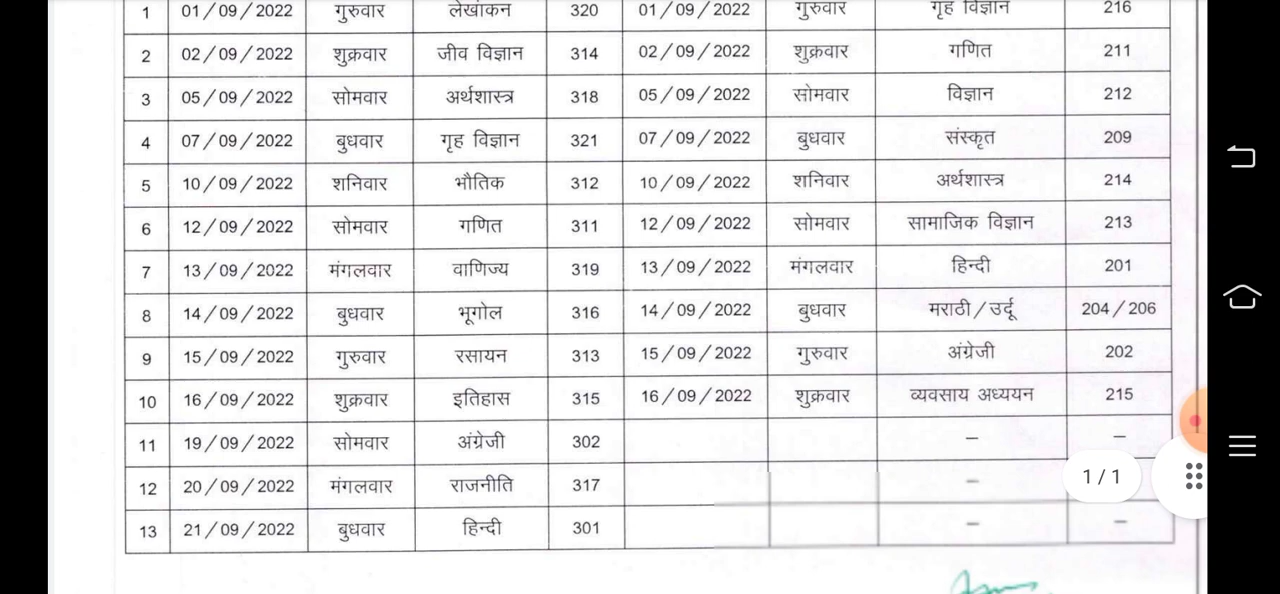 1 01/09/2022 गुरुवार लेखांकन 320 01/09/2022 गुरुवार गृह विज्ञान 216
2 02/09/2022 शुक्रवार जीव विज्ञान 314 02/09/2022 शुक्रवार गणित 211
3 05/09/2022 सोमवार अर्थशास्त्र 318 05/09/2022 सोमवार विज्ञान 212
4 07/09/2022 बुधवार गृह विज्ञान 321 07/09/2022 बुधवार संस्कृत 209
5 10/09/2022 शनिवार भौतिक 312 10/09/2022 शनिवार अर्थशास्त्र 214
6 12/09/2022 सोमवार गणित 311 12/09/2022 सोमवार सामाजिक विज्ञान 213
7 13/09/2022 मंगलवार वाणिज्य 319 13/09/2022 मंगलवार हिन्दी 201
8 14/09/2022 बुधवार भूगोल 316 14/09/2022 बुधवार मराठी/उर्दू 204/206
9 15/09/2022 गुरुवार रसायन 313 15/09/2022 गुरुवार अंग्रेजी 202
10 16/09/2022 शुक्रवार इतिहास 315 16/09/2022 शुक्रवार व्यवसाय अध्ययन 215
11 19/09/2022 सोमवार अंग्रेजी 302 – –
12 20/09/2022 मंगलवार राजनीति 317 –
1/1
13 21/09/2022 बुधवार हिन्दी 301 – –